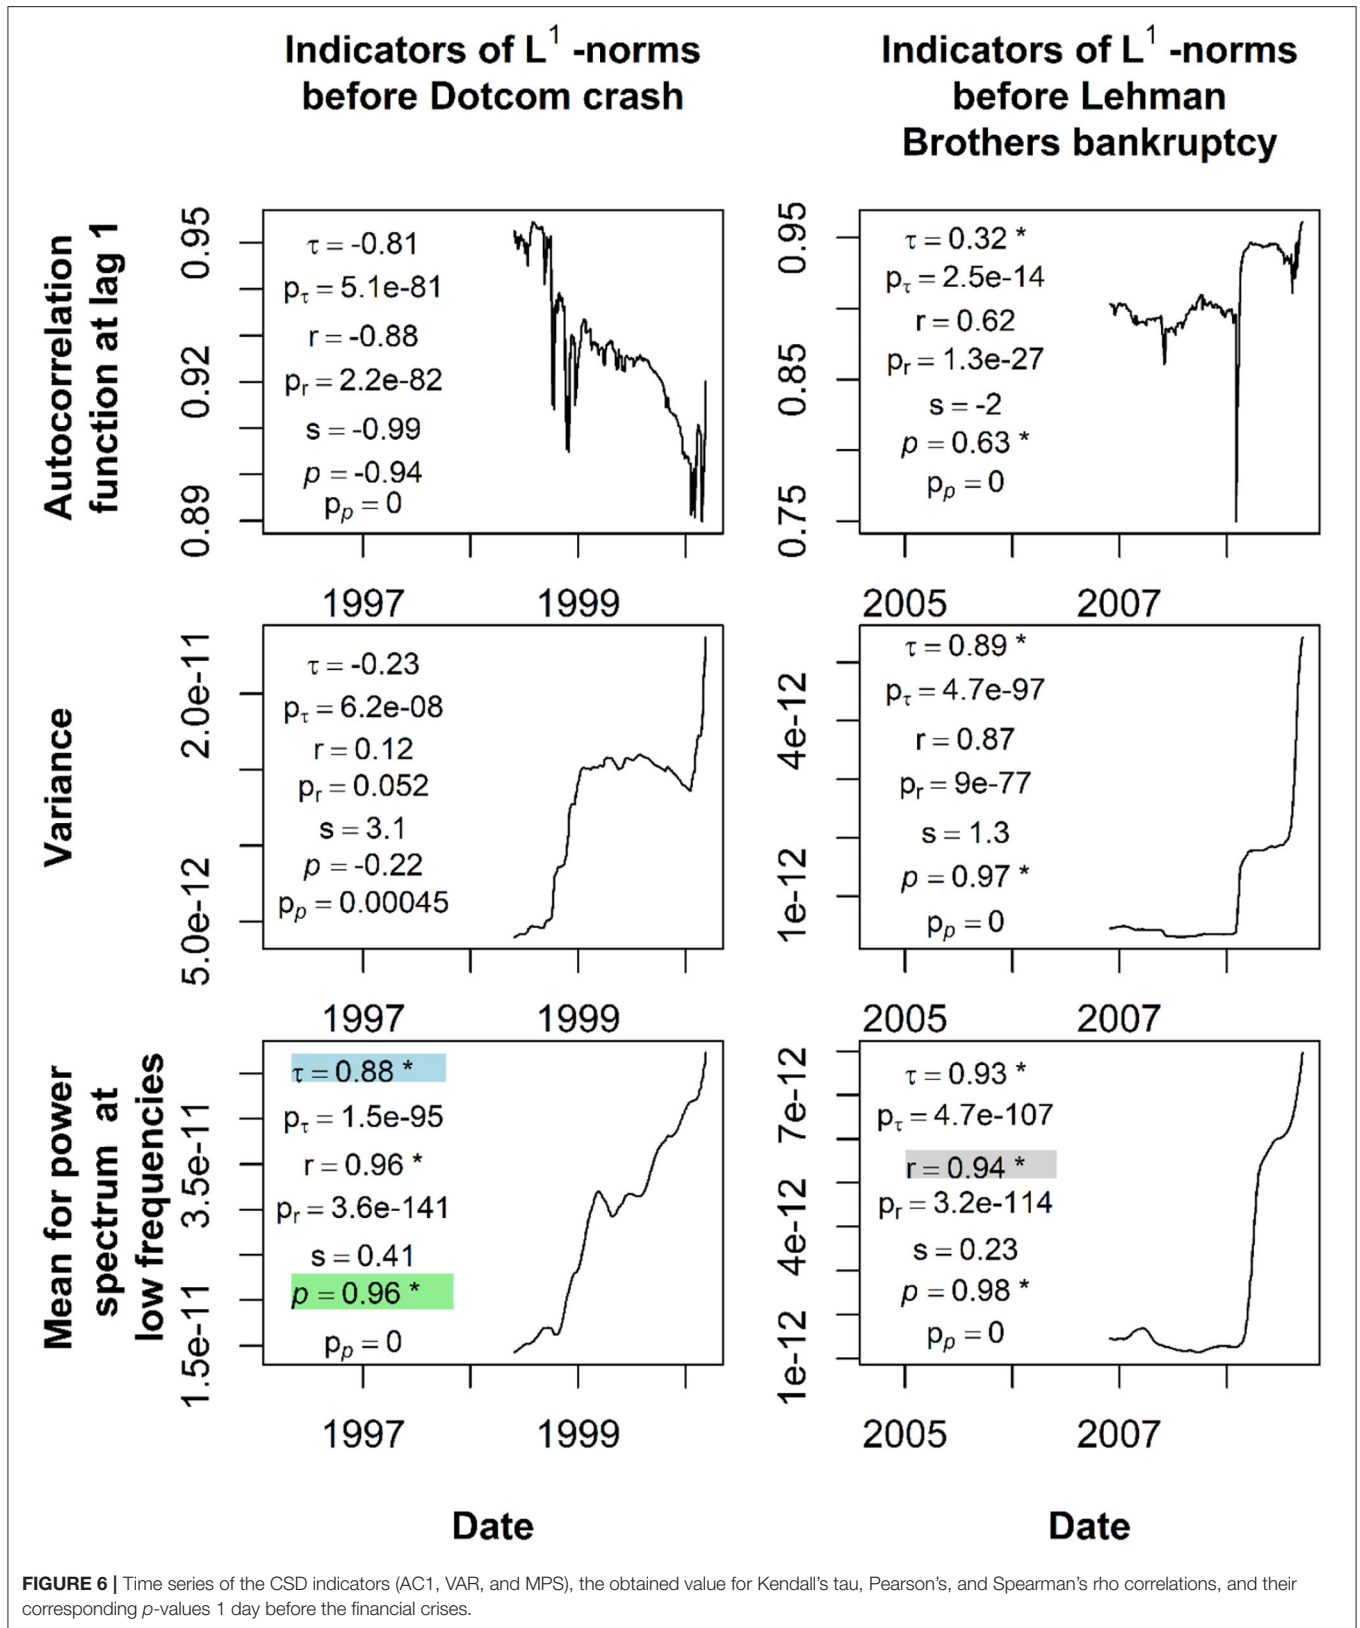 Indicators of L¹ -norms
before Dotcom crash
Indicators of L¹ -norms
before Lehman
Brothers bankruptcy
Autocorrelation
function at lag 1
0.95
0.92
0.89
τ = -0.81
pτ = 5.1e-81
r = -0.88
pr = 2.2e-82
s = -0.99
p = -0.94
pp = 0
1997
1999
0.95
0.85
0.75
τ = 0.32 *
pτ = 2.5e-14
r = 0.62
pr = 1.3e-27
s = -2
p = 0.63 *
pp = 0
2005
2007
Variance
2.0e-11
5.0e-12
τ = -0.23
pτ = 6.2e-08
r = 0.12
pr = 0.052
s = 3.1
p = -0.22
pp = 0.00045
1997
1999
4e-12
1e-12
τ = 0.89 *
pτ = 4.7e-97
r = 0.87
pr = 9e-77
s = 1.3
p = 0.97 *
pp = 0
2005
2007
Mean for power
spectrum at
low frequencies
3.5e-11
1.5e-11
τ = 0.88 *
pτ = 1.5e-95
r = 0.96 *
pr = 3.6e-141
s = 0.41
p = 0.96 *
pp = 0
1997
1999
Date
7e-12
4e-12
1e-12
τ = 0.93 *
pτ = 4.7e-107
r = 0.94 *
pr = 3.2e-114
s = 0.23
p = 0.98 *
pp = 0
2005
2007
Date
FIGURE 6 | Time series of the CSD indicators (AC1, VAR, and MPS), the obtained value for Kendall's tau, Pearson's, and Spearman's rho correlations, and their
corresponding p-values 1 day before the financial crises.